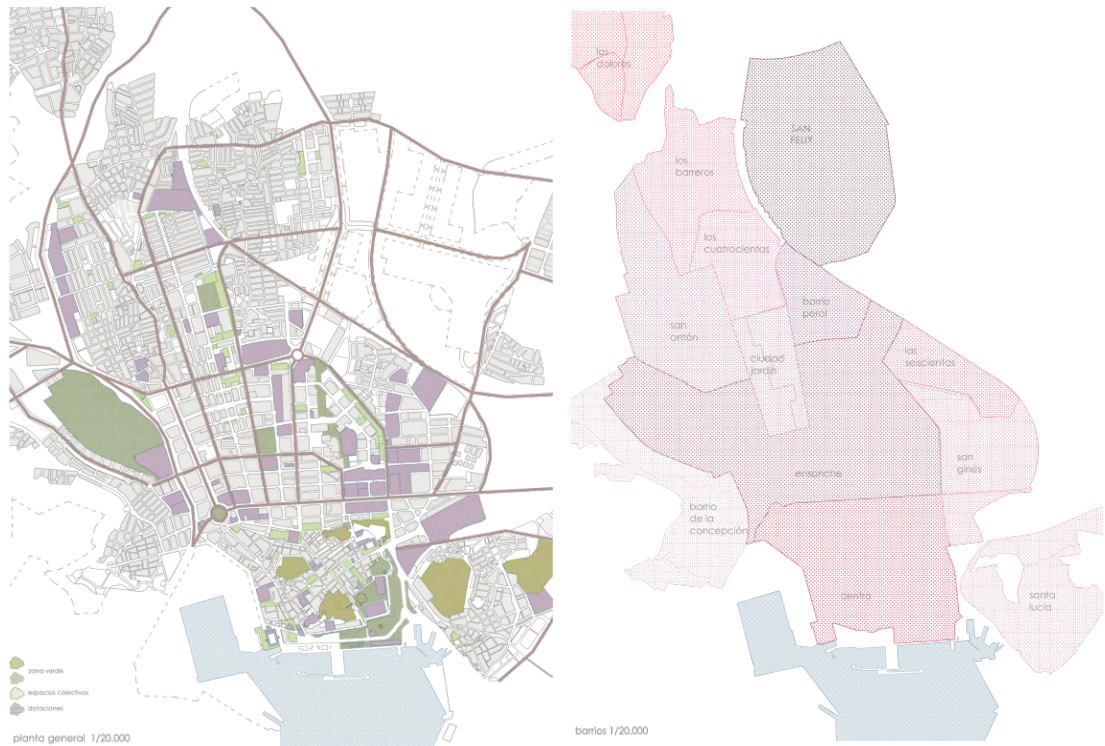 zona verde
espacios colectivos
dotaciones
planta general 1/20.000
las
dolores
SAN
FELIX
los
barreros
los
cuatrocientas
barrio
peral
san
antón
ciudad
jardín
las
seiscientas
ensanche
san
ginés
barrio
de la
concepción
centro
santa
lucía
barrios 1/20.000